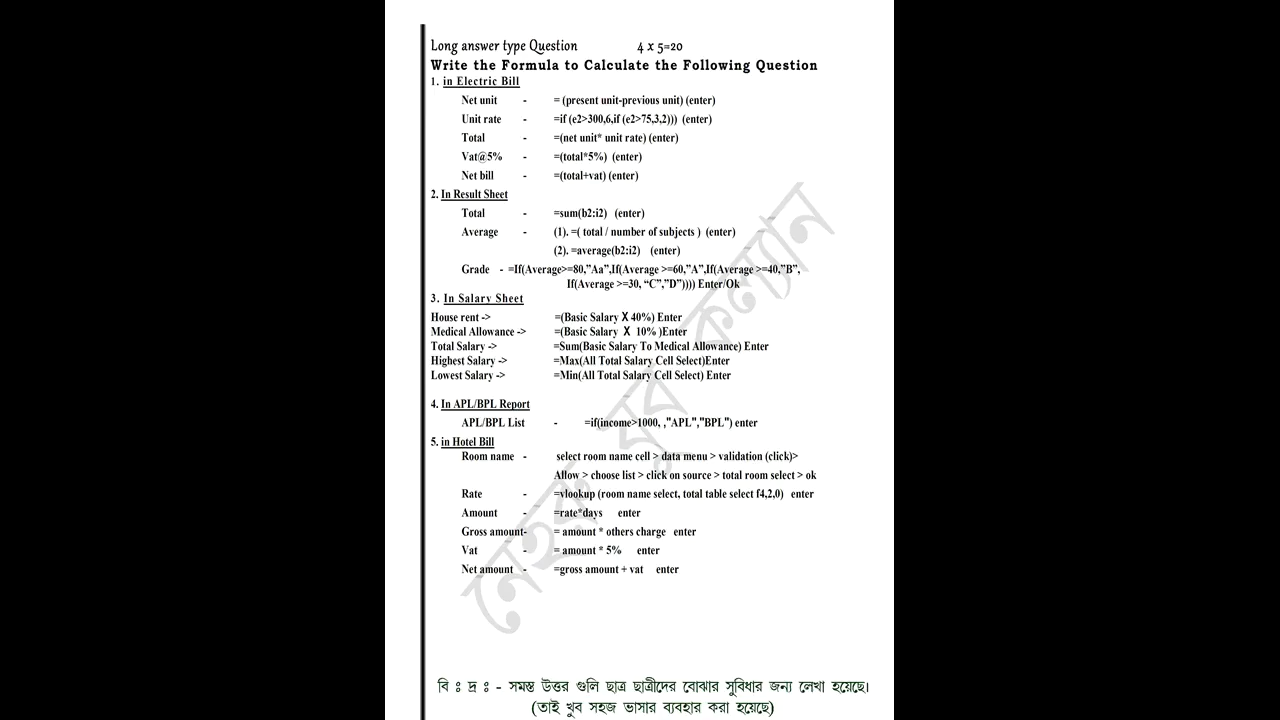 Long answer type Question 4 x 5=20
Write the Formula to Calculate the Following Question
1. in Electric Bill
Net unit - = (present unit-previous unit) (enter)
Unit rate - =if (e2>300,6,if (e2>75,3,2))) (enter)
Total - =(net unit* unit rate) (enter)
Vat@5% - =(total*5%) (enter)
Net bill - =(total+vat) (enter)
2. In Result Sheet
Total - =sum(b2:i2) (enter)
Average - (1). =( total / number of subjects ) (enter)
(2). =average(b2:i2) (enter)
Grade - =If(Average>=80,”Aa”,If(Average >=60,”A”,If(Average >=40,”B”,
If(Average >=30, “C”,”D”)))) Enter/Ok
3. In Salary Sheet
House rent -> =(Basic Salary X 40%) Enter
Medical Allowance -> =(Basic Salary X 10% )Enter
Total Salary -> =Sum(Basic Salary To Medical Allowance) Enter
Highest Salary -> =Max(All Total Salary Cell Select)Enter
Lowest Salary -> =Min(All Total Salary Cell Select) Enter
4. In APL/BPL Report
APL/BPL List - =if(income>1000, ,"APL","BPL") enter
5. in Hotel Bill
Room name - select room name cell > data menu > validation (click)>
Allow > choose list > click on source > total room select > ok
Rate - =vlookup (room name select, total table select f4,2,0) enter
Amount - =rate*days enter
Gross amount- = amount * others charge enter
Vat - = amount * 5% enter
Net amount - =gross amount + vat enter
নেহরু যুব কল্যান
বি ঃ দ্র ঃ - সমস্ত উত্তর গুলি ছাত্র ছাত্রীদের বোঝার সুবিধার জন্য লেখা হয়েছে।
(তাই খুব সহজ ভাসার ব্যবহার করা হয়েছে)